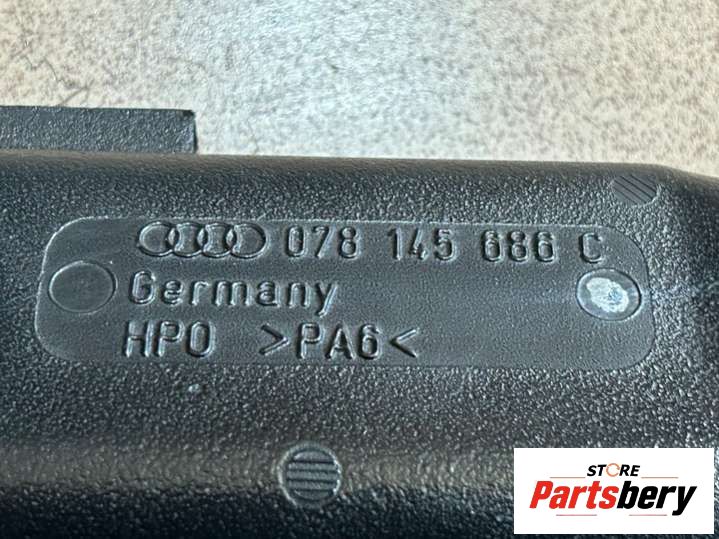 078 145 686 C
Germany
HPO >PA6<
STORE
Partsbery